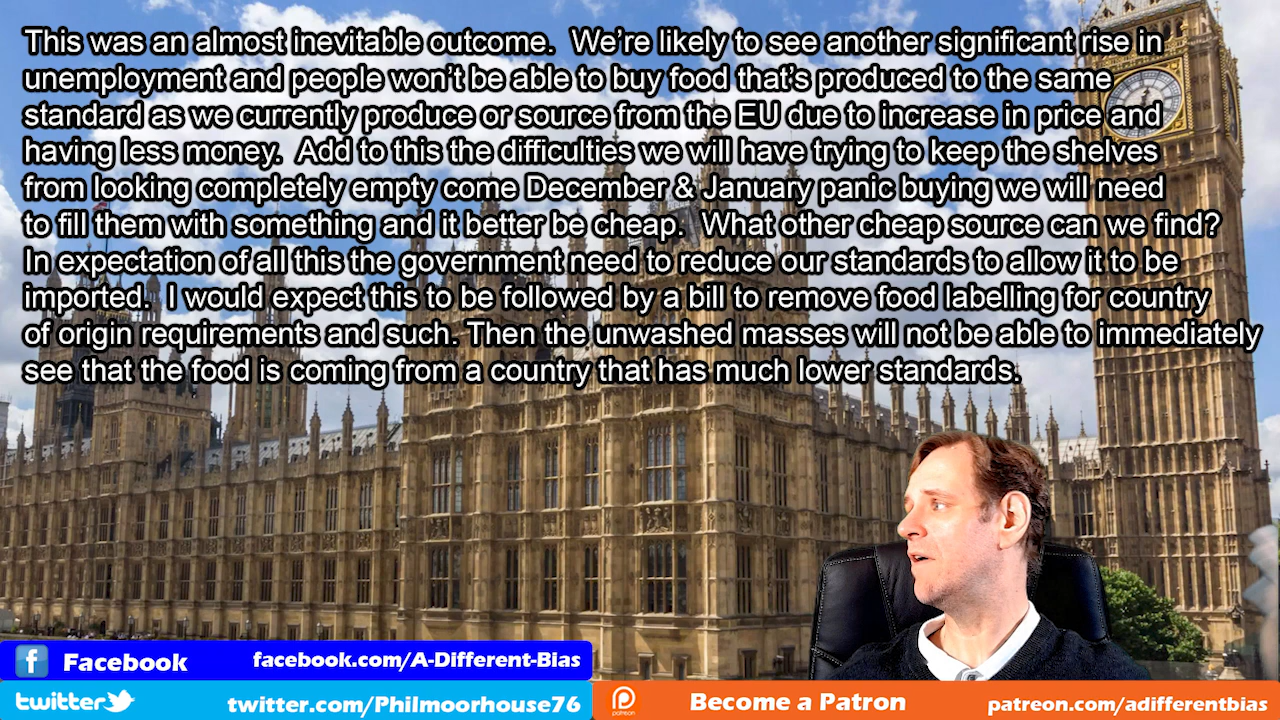 This was an almost inevitable outcome.  We're likely to see another significant rise in
unemployment and people won't be able to buy food that's produced to the same
standard as we currently produce or source from the EU due to increase in price and
having less money.  Add to this the difficulties we will have trying to keep the shelves
from looking completely empty come December & January panic buying we will need
to fill them with something and it better be cheap.  What other cheap source can we find?
In expectation of all this the government need to reduce our standards to allow it to be
imported.  I would expect this to be followed by a bill to remove food labelling for country
of origin requirements and such. Then the unwashed masses will not be able to immediately
see that the food is coming from a country that has much lower standards.
f Facebook facebook.com/A-Different-Bias
twitter twitter.com/Philmoorhouse76
patreon Become a Patron patreon.com/adifferentbias